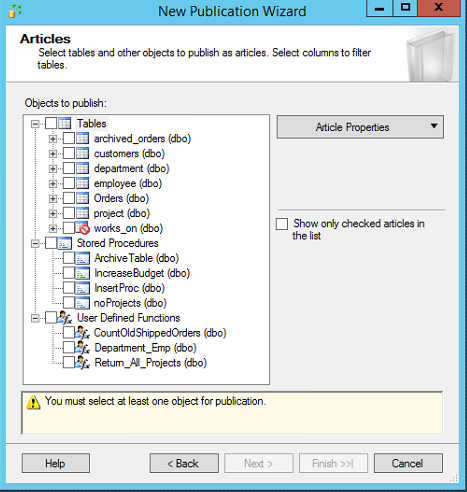 New Publication Wizard
Articles
Select tables and other objects to publish as articles. Select columns to filter
tables.
Objects to publish:
Tables
archived_orders (dbo)
customers (dbo)
department (dbo)
employee (dbo)
Orders (dbo)
project (dbo)
works_on (dbo)
Stored Procedures
ArchiveTable (dbo)
IncreaseBudget (dbo)
InsertProc (dbo)
noProjects (dbo)
User Defined Functions
CountOldShippedOrders (dbo)
Department_Emp (dbo)
Return_All_Projects (dbo)
Article Properties
Show only checked articles in
the list
You must select at least one object for publication.
Help
< Back
Next >
Finish >>|
Cancel